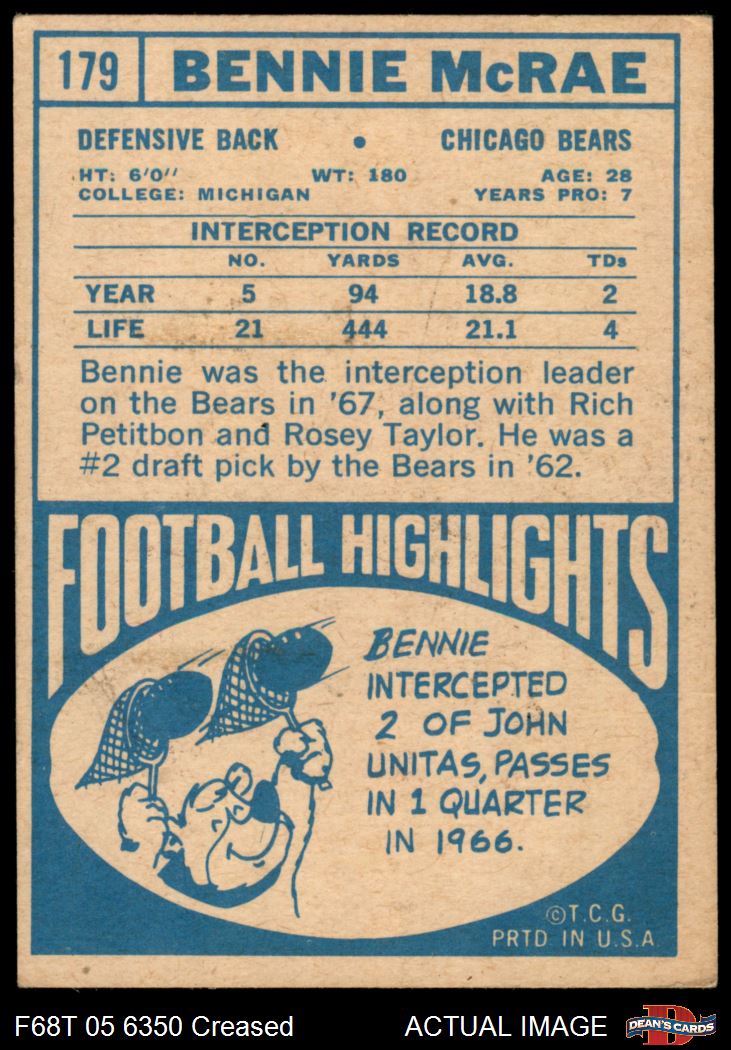 179 BENNIE McRAE
DEFENSIVE BACK • CHICAGO BEARS
HT: 6'0'' WT: 180 AGE: 28
COLLEGE: MICHIGAN YEARS PRO: 7
INTERCEPTION RECORD
NO. YARDS AVG. TDs
YEAR 5 94 18.8 2
LIFE 21 444 21.1 4
Bennie was the interception leader
on the Bears in '67, along with Rich
Petitbon and Rosey Taylor. He was a
#2 draft pick by the Bears in '62.
FOOTBALL HIGHLIGHTS
BENNIE
INTERCEPTED
2 OF JOHN
UNITAS, PASSES
IN 1 QUARTER
IN 1966.
©T.C.G.
PRTD IN U.S.A.
F68T 05 6350 Creased ACTUAL IMAGE D DEAN'S CARDS